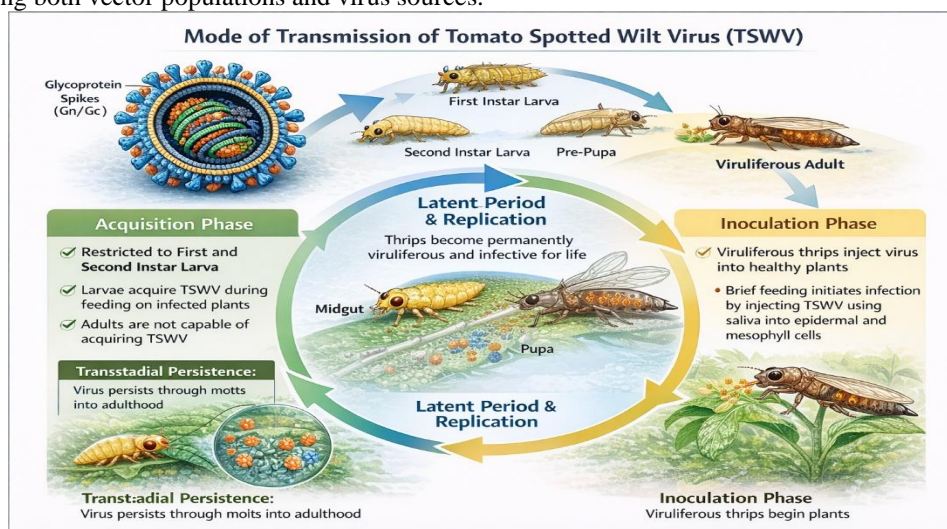 ng both vector populations and virus sources.
Mode of Transmission of Tomato Spotted Wilt Virus (TSWV)
Glycoprotein
Spikes
(Gn/Gc)
First Instar Larva
Second Instar Larva
Pre-Pupa
Viruliferous Adult
Acquisition Phase
Restricted to First and
Second Instar Larva
Larvae acquire TSWV during
feeding on infected plants
Adults are not capable of
acquiring TSWV
Transstadial Persistence:
Virus persists through motts
into adulthood
Transt:adial Persistence:
Virus persists through molts into adulthood
Latent Period
& Replication
Thrips become permanently
viruliferous and infective for life
Midgut
Pupa
Latent Period &
Replication
Inoculation Phase
Viruliferous thrips inject virus
into healthy plants
• Brief feeding initiates infection
by injecting TSWV using
saliva into epidermal and
mesophyll cells
Inoculation Phase
Viruliferous thrips begin plants